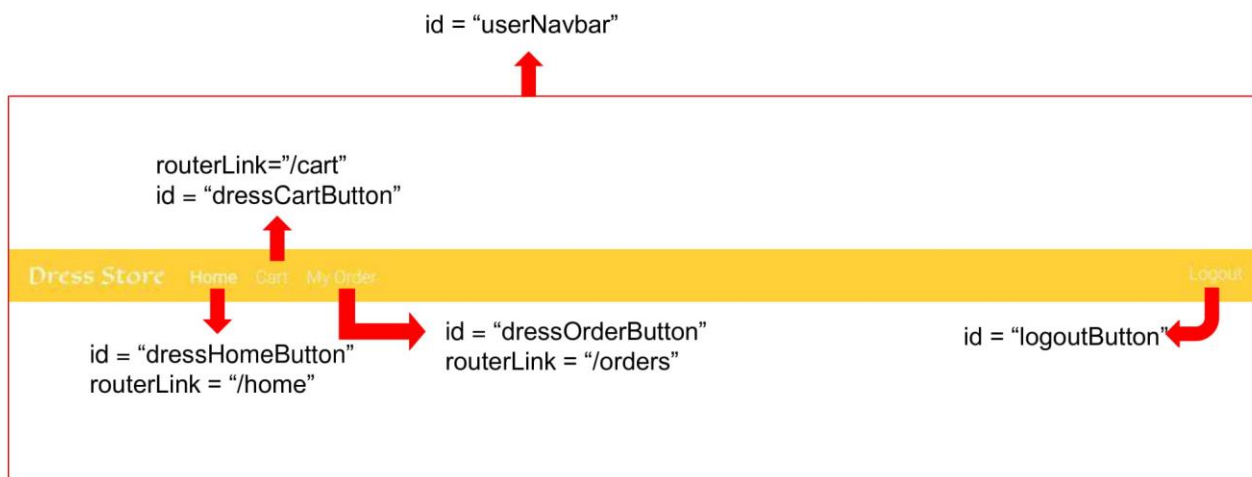 id = “userNavbar”
routerLink=”/cart”
id = “dressCartButton”
Dress Store Home Cart My Order Logout
id = “dressHomeButton”
routerLink = “/home”
id = “dressOrderButton”
routerLink = “/orders”
id = “logoutButton”